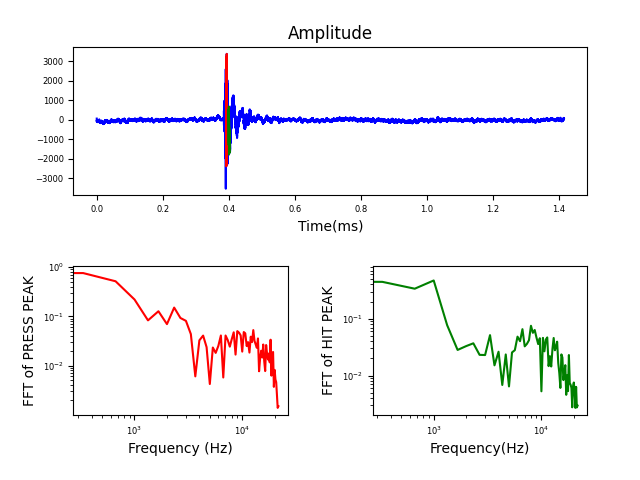 Amplitude
3000
2000
1000
0
−1000
−2000
−3000
0.0 0.2 0.4 0.6 0.8 1.0 1.2 1.4
Time(ms)
FFT of PRESS PEAK
10⁰
10⁻¹
10⁻²
10³ 10⁴
Frequency (Hz)
FFT of HIT PEAK
10⁻¹
10⁻²
10³ 10⁴
Frequency(Hz)